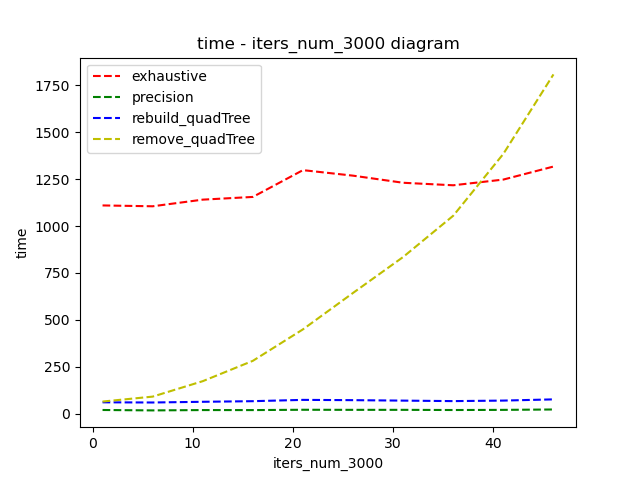 time - iters_num_3000 diagram
exhaustive
precision
rebuild_quadTree
remove_quadTree
1750
1500
1250
1000
750
500
250
0
time
0 10 20 30 40
iters_num_3000